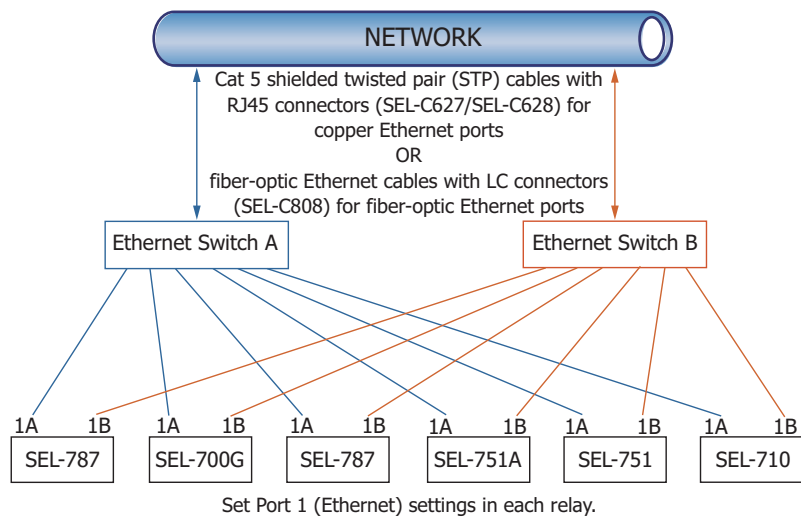 NETWORK
Cat 5 shielded twisted pair (STP) cables with
RJ45 connectors (SEL-C627/SEL-C628) for
copper Ethernet ports
OR
fiber-optic Ethernet cables with LC connectors
(SEL-C808) for fiber-optic Ethernet ports
Ethernet Switch A
Ethernet Switch B
1A 1B 1A 1B 1A 1B 1A 1B 1A 1B 1A 1B
SEL-787 SEL-700G SEL-787 SEL-751A SEL-751 SEL-710
Set Port 1 (Ethernet) settings in each relay.